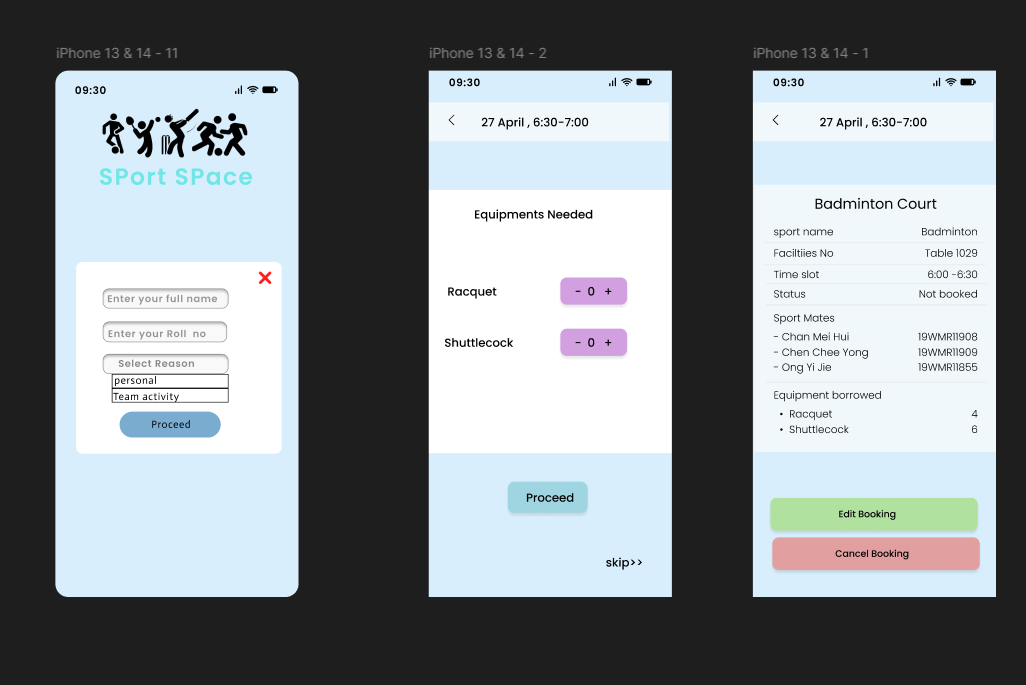 iPhone 13 & 14 - 11
09:30
SPort SPace
Enter your full name
Enter your Roll no
Select Reason
personal
Team activity
Proceed
iPhone 13 & 14 - 2
09:30
27 April , 6:30-7:00
Equipments Needed
Racquet - 0 +
Shuttlecock - 0 +
Proceed
skip>>
iPhone 13 & 14 - 1
09:30
27 April , 6:30-7:00
Badminton Court
sport name Badminton
Faciltiies No Table 1029
Time slot 6:00 -6:30
Status Not booked
Sport Mates
- Chan Mei Hui 19WMR11908
- Chen Chee Yong 19WMR11909
- Ong Yi Jie 19WMR11855
Equipment borrowed
• Racquet 4
• Shuttlecock 6
Edit Booking
Cancel Booking